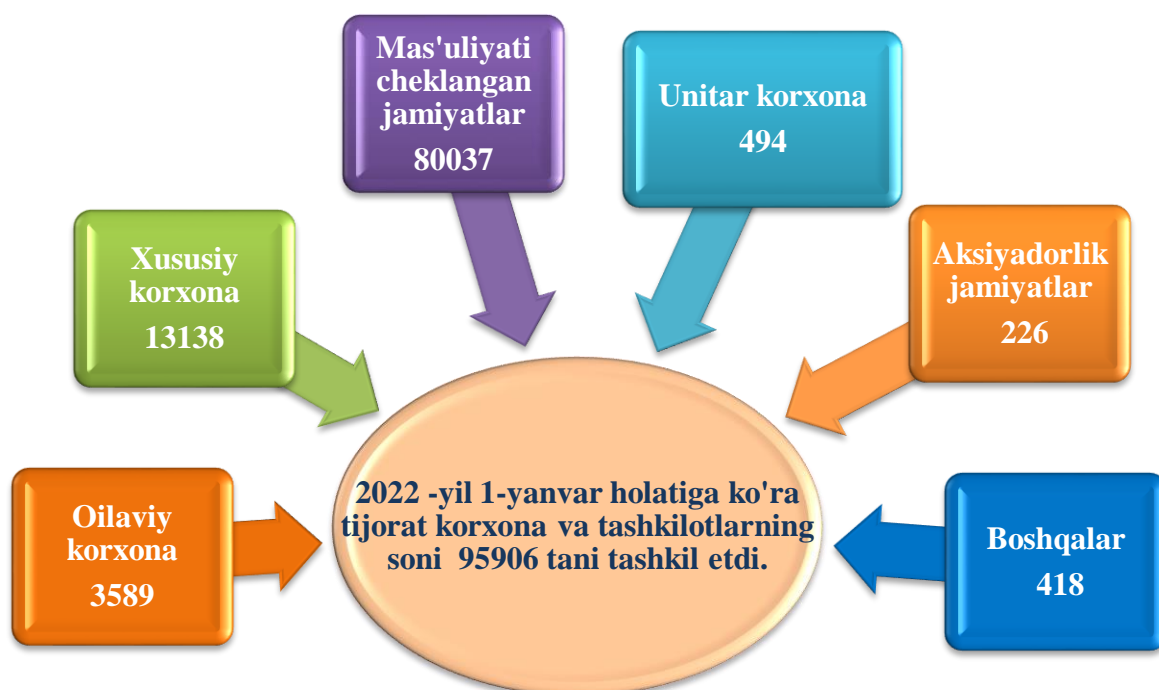 Mas'uliyati
cheklangan
jamiyatlar
80037
Unitar korxona
494
Xususiy
korxona
13138
Aksiyadorlik
jamiyatlar
226
Oilaviy
korxona
3589
2022 -yil 1-yanvar holatiga ko'ra
tijorat korxona va tashkilotlarning
soni 95906 tani tashkil etdi.
Boshqalar
418